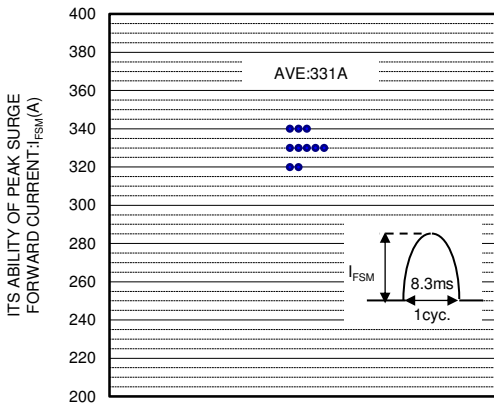 ITS ABILITY OF PEAK SURGE
FORWARD CURRENT:IFSM(A)
400
380
360
340
320
300
280
260
240
220
200
AVE:331A
IFSM
8.3ms
1cyc.